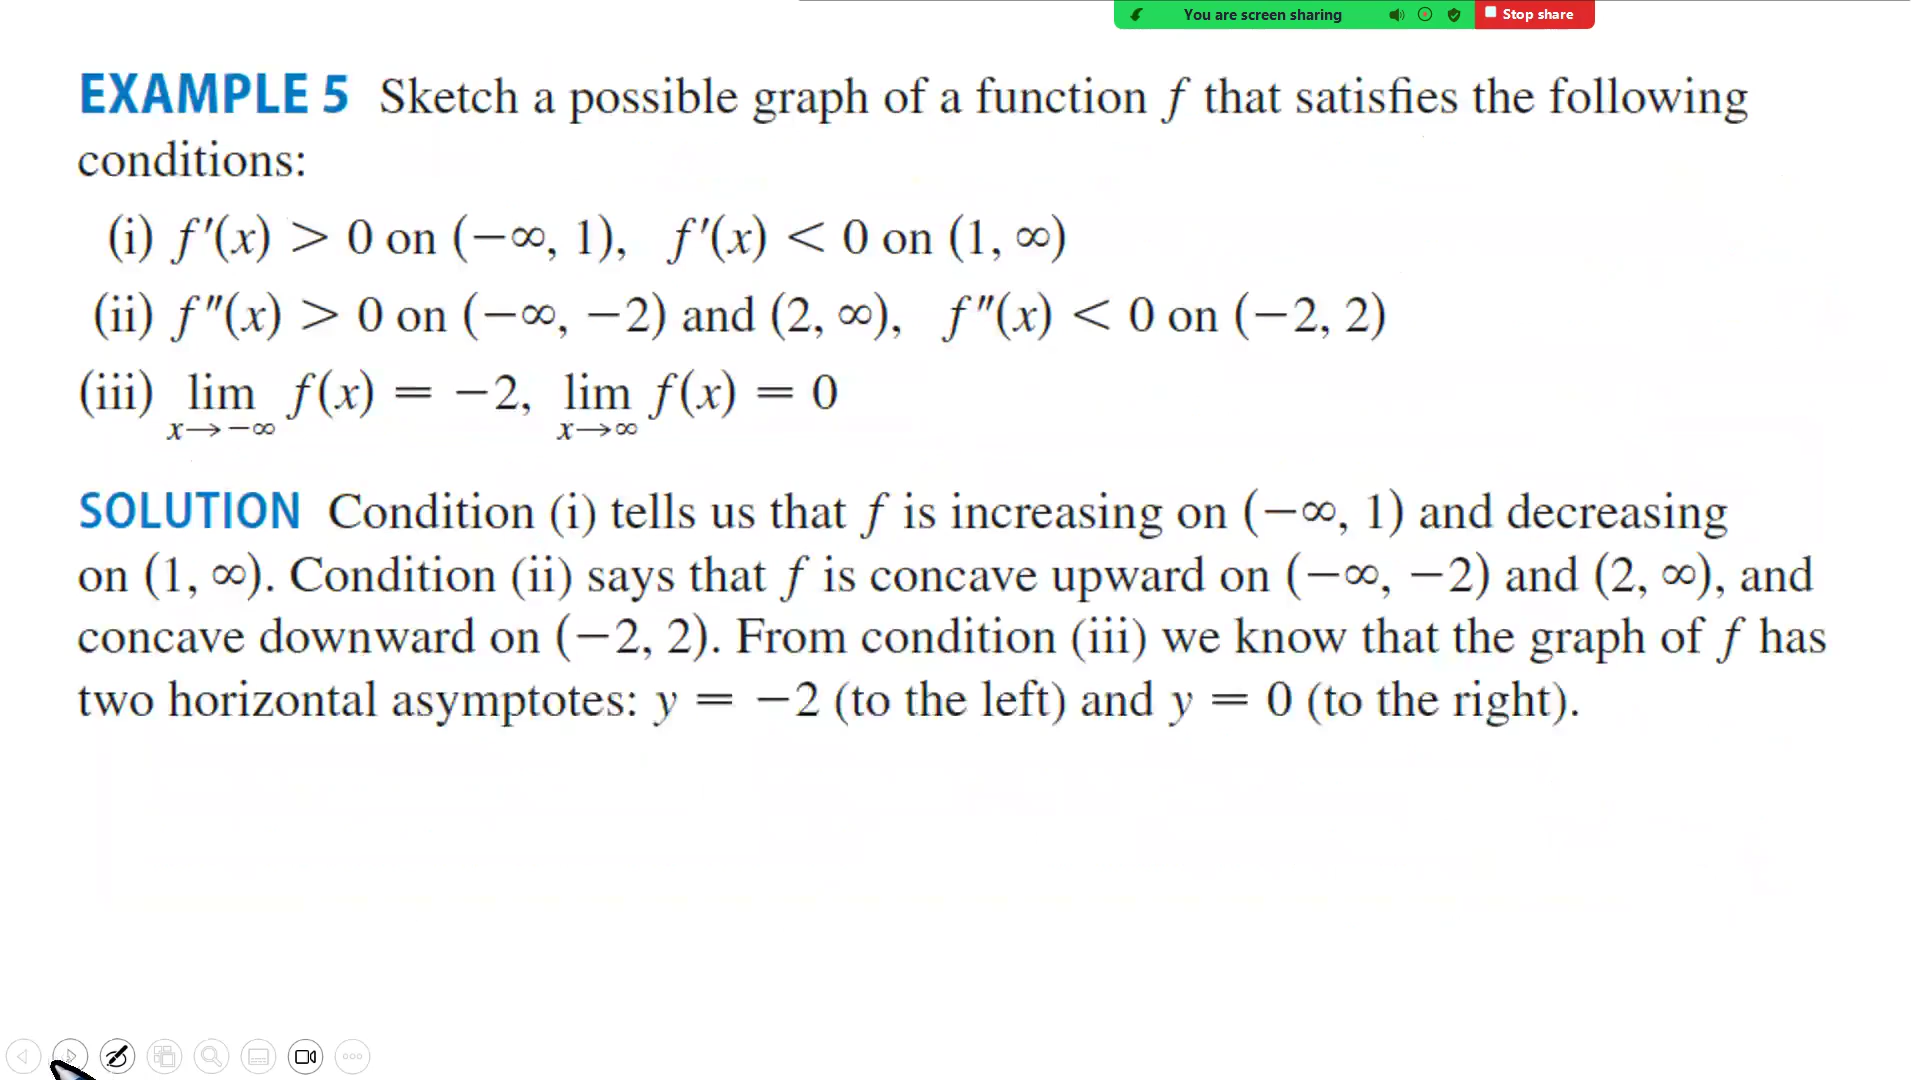 You are screen sharing Stop share
EXAMPLE 5 Sketch a possible graph of a function f that satisfies the following
conditions:
(i) f′(x) > 0 on (−∞, 1), f′(x) < 0 on (1, ∞)
(ii) f″(x) > 0 on (−∞, −2) and (2, ∞), f″(x) < 0 on (−2, 2)
(iii) lim f(x) = −2, lim f(x) = 0
x→−∞ x→∞
SOLUTION Condition (i) tells us that f is increasing on (−∞, 1) and decreasing
on (1, ∞). Condition (ii) says that f is concave upward on (−∞, −2) and (2, ∞), and
concave downward on (−2, 2). From condition (iii) we know that the graph of f has
two horizontal asymptotes: y = −2 (to the left) and y = 0 (to the right).